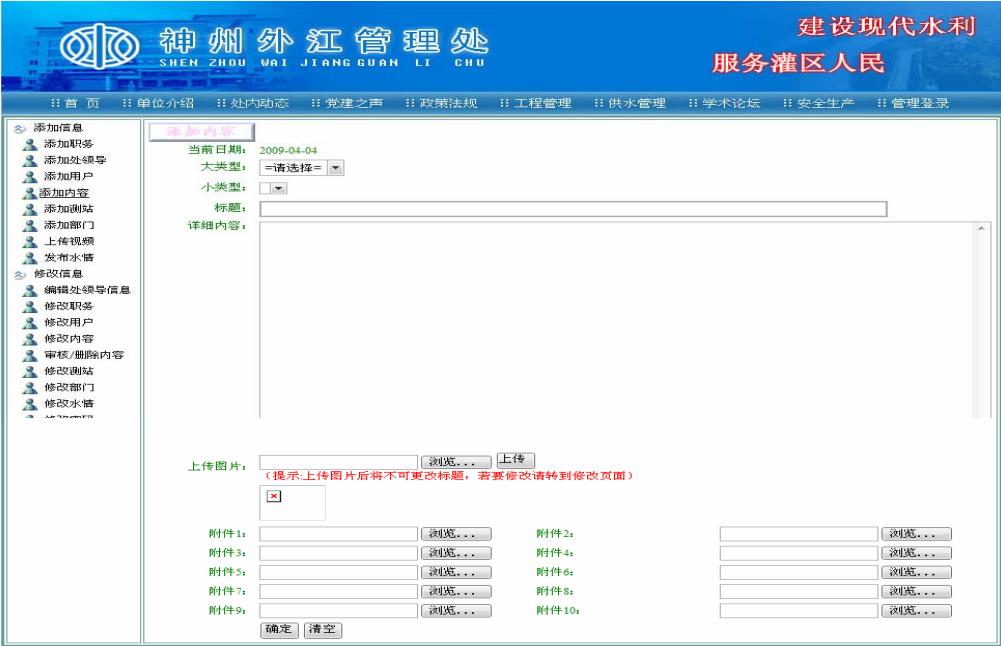 神州外江管理处
SHEN ZHOU WAI JIANG GUAN LI CHU
建设现代水利
服务灌区人民
首 页 单位介绍 处内动态 党建之声 政策法规 工程管理 供水管理 学术论坛 安全生产 管理登录
添加信息
添加职务
添加处领导
添加用户
添加内容
添加测站
添加部门
上传视频
发布水情
修改信息
编辑处领导信息
修改职务
修改用户
修改内容
审核/删除内容
修改测站
修改部门
修改水情
添加内容
当前日期: 2009-04-04
大类型: =请选择=
小类型:
标题:
详细内容:
上传图片: 浏览... 上传
(提示:上传图片后将不可更改标题，若要修改请转到修改页面)
附件1: 浏览... 附件2: 浏览...
附件3: 浏览... 附件4: 浏览...
附件5: 浏览... 附件6: 浏览...
附件7: 浏览... 附件8: 浏览...
附件9: 浏览... 附件10: 浏览...
确定 清空